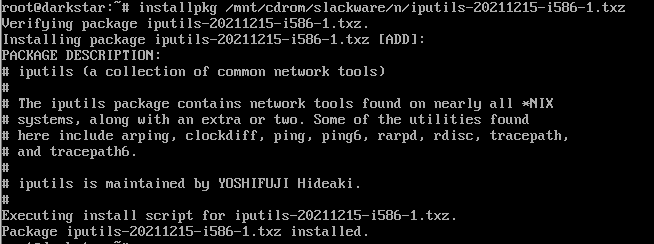 root@darkstar:~# installpkg /mnt/cdrom/slackware/n/iputils-20211215-i586-1.txz
Verifying package iputils-20211215-i586-1.txz.
Installing package iputils-20211215-i586-1.txz [ADD]:
PACKAGE DESCRIPTION:
# iputils (a collection of common network tools)
#
# The iputils package contains network tools found on nearly all *NIX
# systems, along with an extra or two. Some of the utilities found
# here include arping, clockdiff, ping, ping6, rarpd, rdisc, tracepath,
# and tracepath6.
#
# iputils is maintained by YOSHIFUJI Hideaki.
#
Executing install script for iputils-20211215-i586-1.txz.
Package iputils-20211215-i586-1.txz installed.